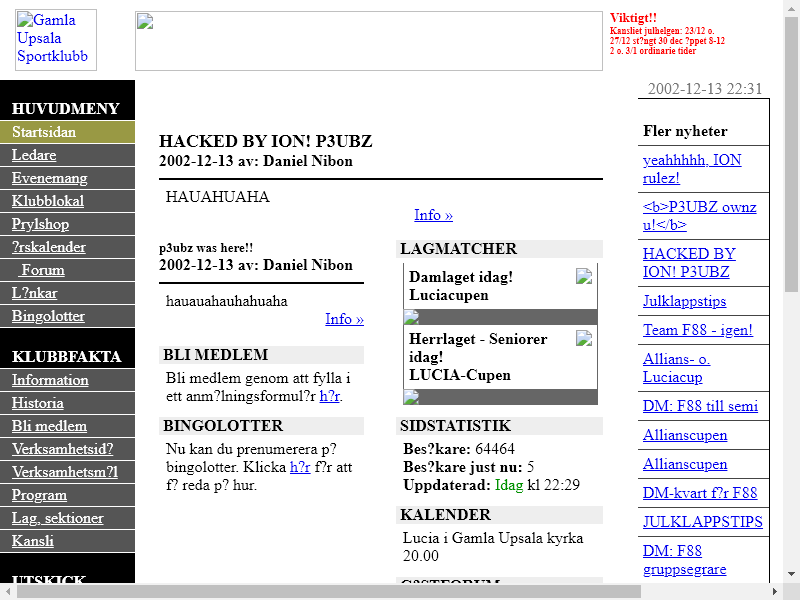 Gamla
Upsala
Sportklubb
Viktigt!!
Kansliet julhelgen: 23/12 o.
27/12 st?ngt 30 dec ?ppet 8-12
2 o. 3/1 ordinarie tider
2002-12-13 22:31
HUVUDMENY
Startsidan
Ledare
Evenemang
Klubblokal
Prylshop
?rskalender
Forum
L?nkar
Bingolotter
KLUBBFAKTA
Information
Historia
Bli medlem
Verksamhetsid?
Verksamhetsm?l
Program
Lag, sektioner
Kansli
UTSKICK
HACKED BY ION! P3UBZ
2002-12-13 av: Daniel Nibon
HAUAHUAHA
Info »
p3ubz was here!!
2002-12-13 av: Daniel Nibon
hauauahauhahuaha
Info »
BLI MEDLEM
Bli medlem genom att fylla i
ett anm?lningsformul?r h?r.
BINGOLOTTER
Nu kan du prenumerera p?
bingolotter. Klicka h?r f?r att
f? reda p? hur.
LAGMATCHER
Damlaget idag!
Luciacupen
Herrlaget - Seniorer
idag!
LUCIA-Cupen
SIDSTATISTIK
Bes?kare: 64464
Bes?kare just nu: 5
Uppdaterad: Idag kl 22:29
KALENDER
Lucia i Gamla Upsala kyrka
20.00
G?STFORUM
Fler nyheter
yeahhhhh, ION
rulez!
<b>P3UBZ ownz
u!</b>
HACKED BY
ION! P3UBZ
Julklappstips
Team F88 - igen!
Allians- o.
Luciacup
DM: F88 till semi
Allianscupen
Allianscupen
DM-kvart f?r F88
JULKLAPPSTIPS
DM: F88
gruppsegrare